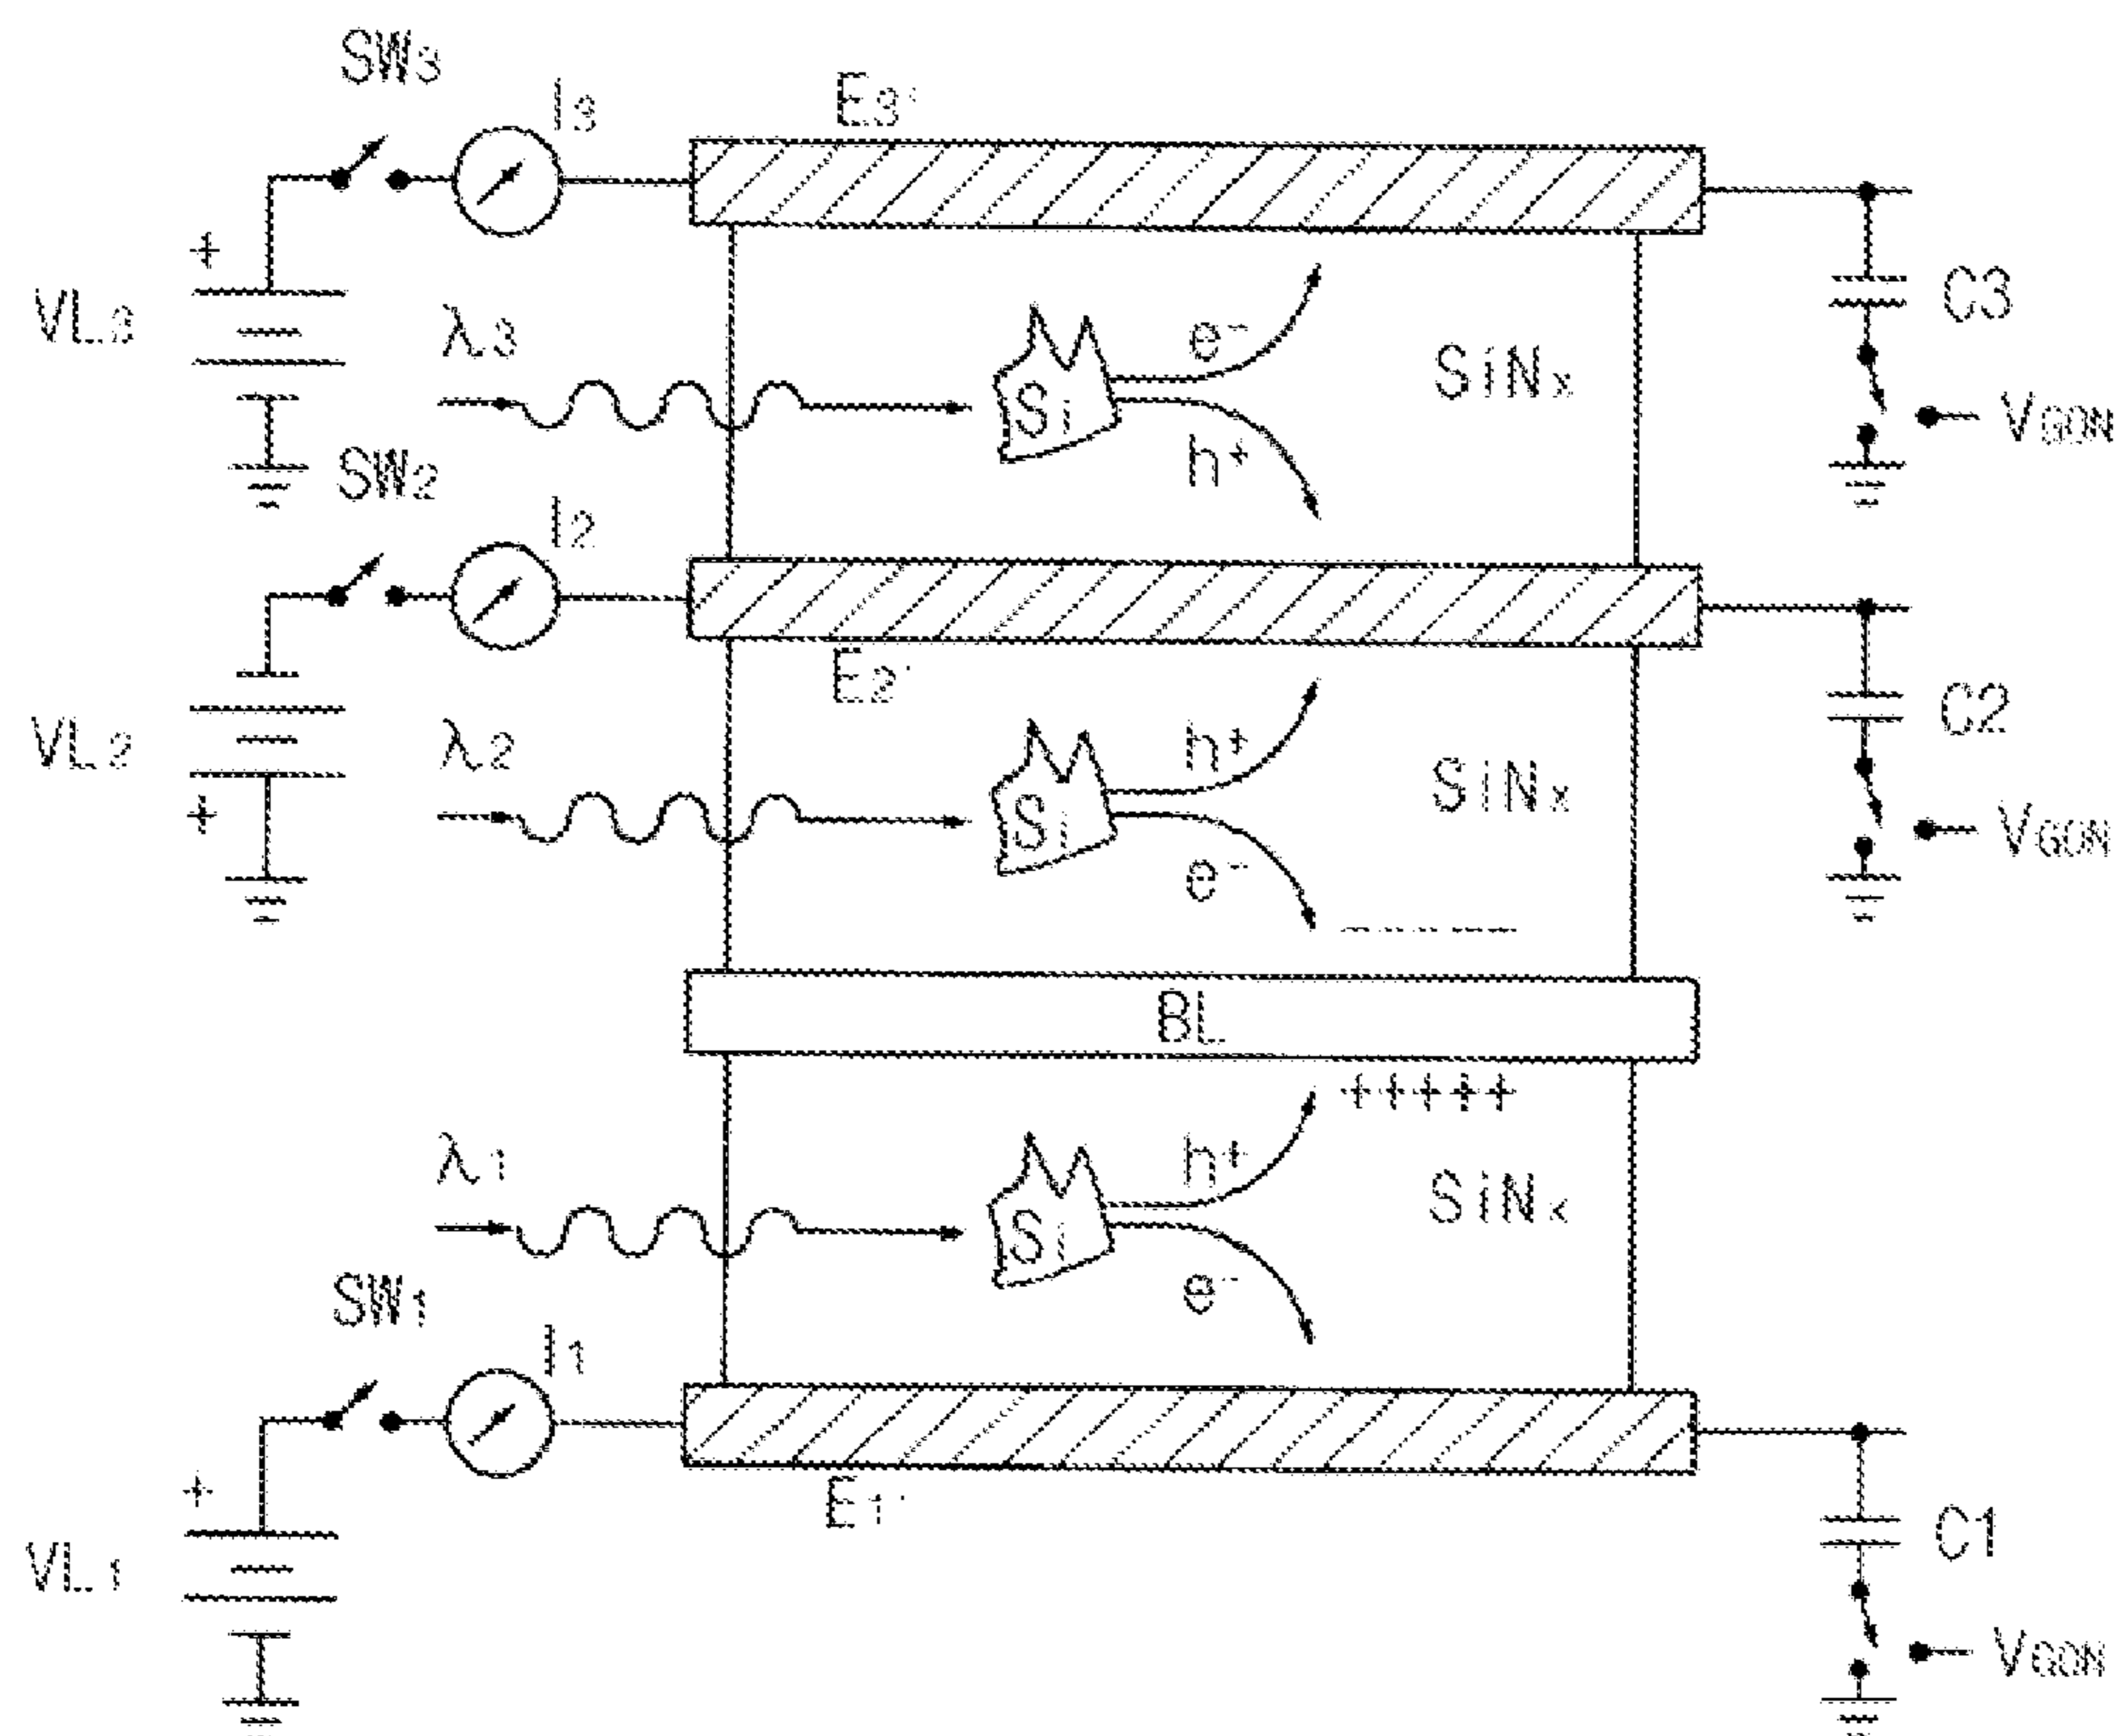 SW3
I3
E3'
+
VL3
λ3
Si
e-
h+
SiNx
C3
VGON
SW2
I2
E2'
VL2
+
λ2
Si
h+
e-
SiNx
C2
VGON
BL
+++++
λ1
Si
h+
e-
SiNx
SW1
I1
E1'
+
VL1
C1
VGON